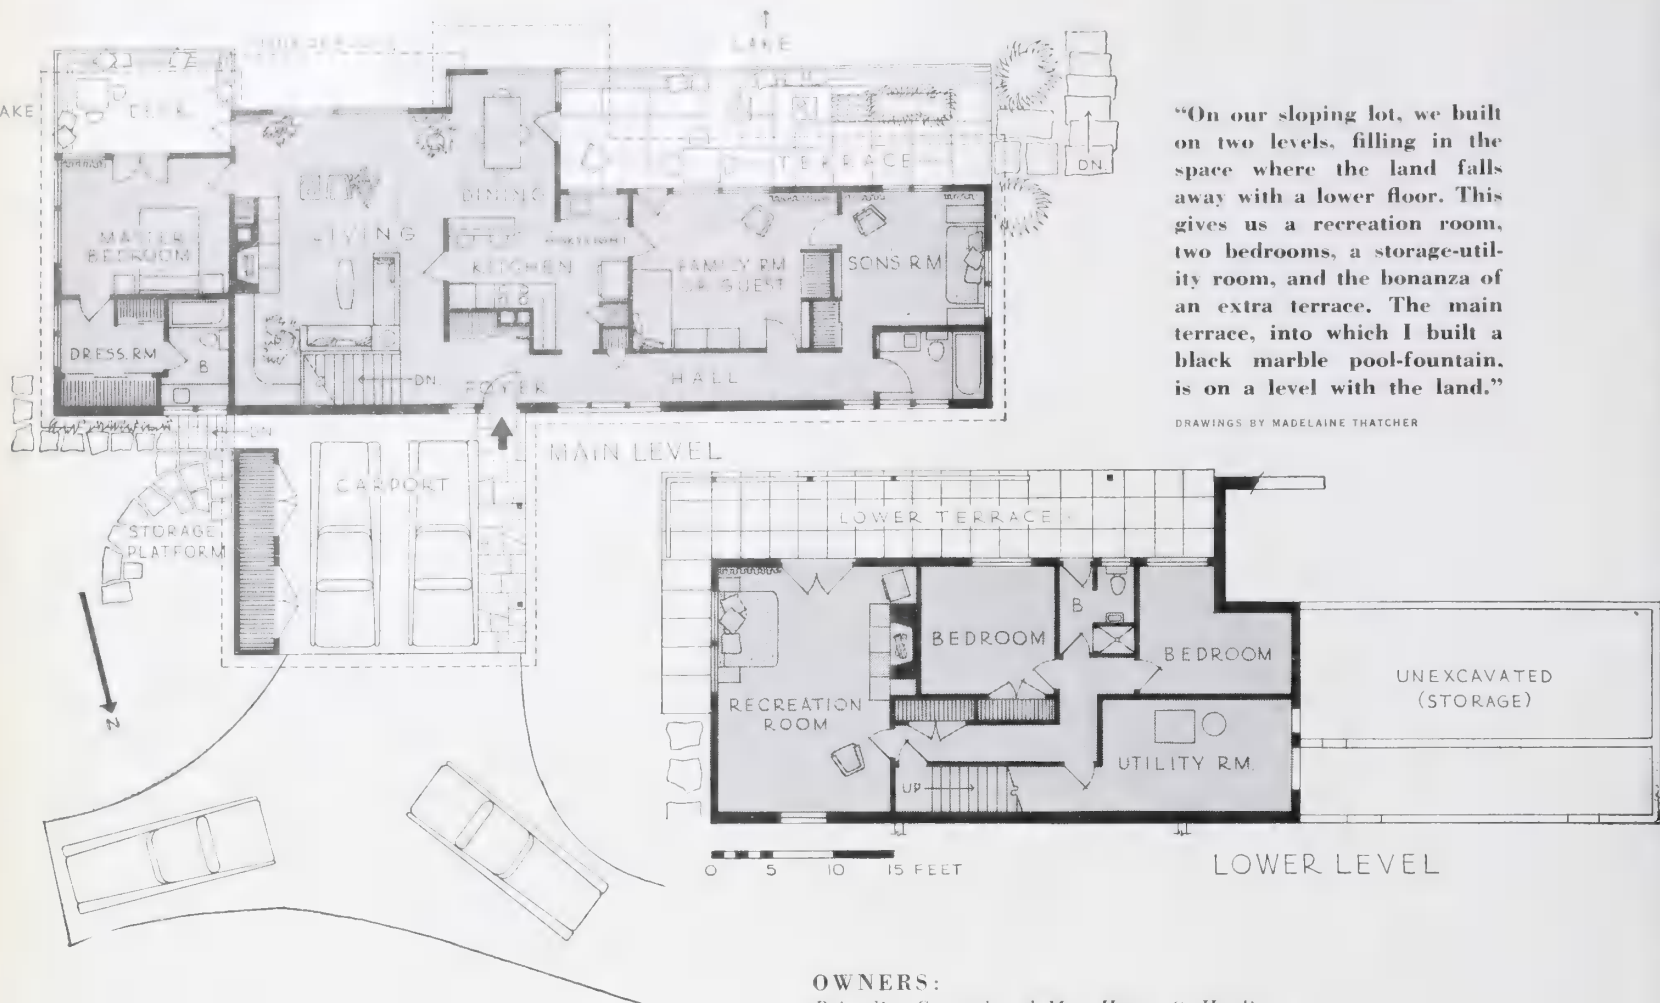 LAKE
DECK
LAKE
TERRACE
DN.
DINING
LIVING
MASTER
BEDROOM
SKYLIGHT
KITCHEN
FAMILY RM
OR GUEST
SONS RM
DRESS. RM
B
DN.
FOYER
HALL
DN.
MAIN LEVEL
CARPORT
STORAGE
PLATFORM
N
"On our sloping lot, we built
on two levels, filling in the
space where the land falls
away with a lower floor. This
gives us a recreation room,
two bedrooms, a storage-util-
ity room, and the bonanza of
an extra terrace. The main
terrace, into which I built a
black marble pool-fountain,
is on a level with the land."
DRAWINGS BY MADELAINE THATCHER
LOWER TERRACE
B
BEDROOM
BEDROOM
RECREATION
ROOM
UNEXCAVATED
(STORAGE)
UTILITY RM.
UP
0 5 10 15 FEET
LOWER LEVEL
OWNERS: